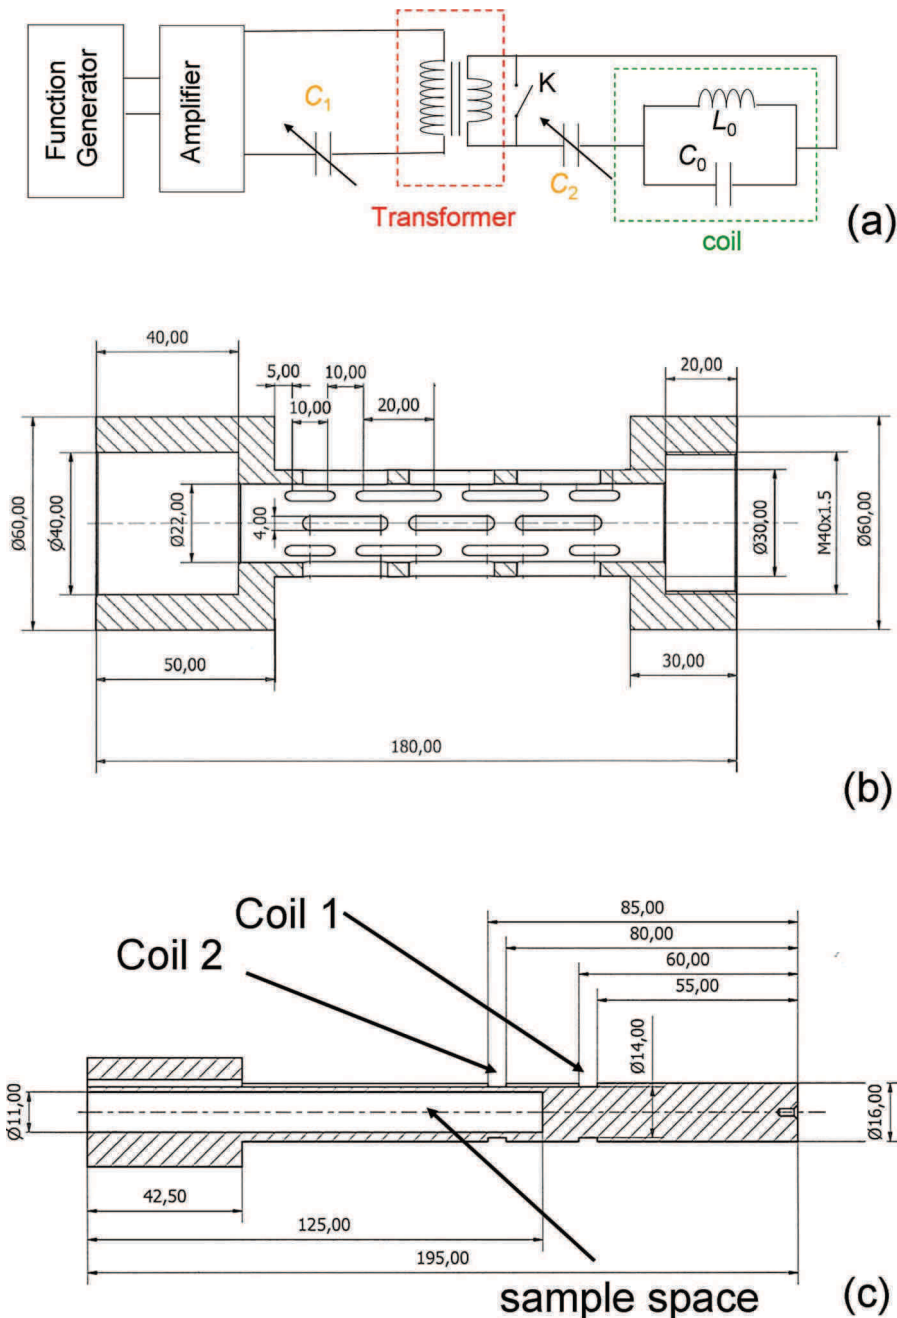 Function
Generator
Amplifier
C₁
K
C₂
L₀
C₀
Transformer
coil
(a)
40,00
5,00
10,00
10,00
20,00
20,00
Ø60,00
Ø40,00
Ø22,00
4,00
Ø30,00
M40x1.5
Ø60,00
50,00
30,00
180,00
(b)
Coil 1
Coil 2
85,00
80,00
60,00
55,00
Ø14,00
Ø11,00
Ø16,00
42,50
125,00
195,00
sample space
(c)